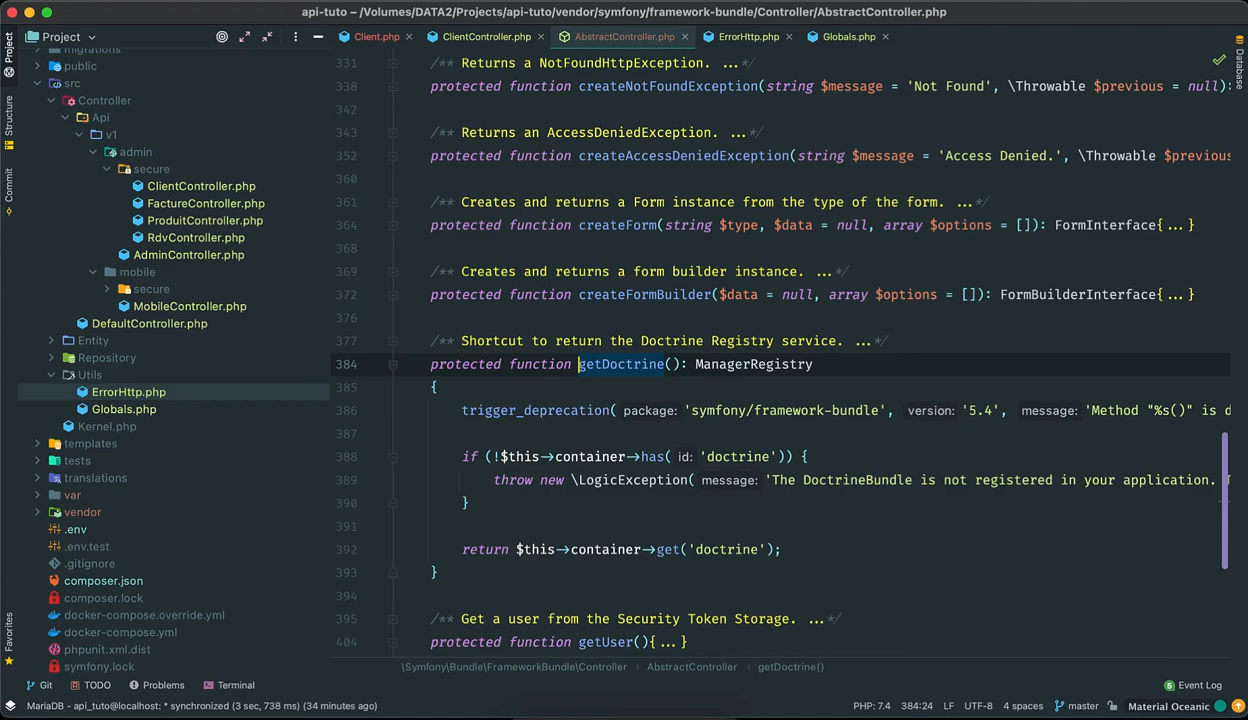 api-tuto – /Volumes/DATA2/Projects/api-tuto/vendor/symfony/framework-bundle/Controller/AbstractController.php
Project
Client.php
ClientController.php
AbstractController.php
ErrorHttp.php
Globals.php
Project
Structure
Commit
Favorites
Database
migrations
public
src
Controller
Api
v1
admin
secure
ClientController.php
FactureController.php
ProduitController.php
RdvController.php
AdminController.php
mobile
secure
MobileController.php
DefaultController.php
Entity
Repository
Utils
ErrorHttp.php
Globals.php
Kernel.php
templates
tests
translations
var
vendor
.env
.env.test
.gitignore
composer.json
composer.lock
docker-compose.override.yml
docker-compose.yml
phpunit.xml.dist
symfony.lock
331 /** Returns a NotFoundHttpException. ...*/
338 protected function createNotFoundException(string $message = 'Not Found', \Throwable $previous = null):
342
343 /** Returns an AccessDeniedException. ...*/
352 protected function createAccessDeniedException(string $message = 'Access Denied.', \Throwable $previous
360
361 /** Creates and returns a Form instance from the type of the form. ...*/
364 protected function createForm(string $type, $data = null, array $options = []): FormInterface{...}
368
369 /** Creates and returns a form builder instance. ...*/
372 protected function createFormBuilder($data = null, array $options = []): FormBuilderInterface{...}
376
377 /** Shortcut to return the Doctrine Registry service. ...*/
384 protected function getDoctrine(): ManagerRegistry
385 {
386 trigger_deprecation( package: 'symfony/framework-bundle', version: '5.4', message: 'Method "%s()" is d
387
388 if (!$this->container->has( id: 'doctrine')) {
389 throw new \LogicException( message: 'The DoctrineBundle is not registered in your application.
390 }
391
392 return $this->container->get('doctrine');
393 }
394
395 /** Get a user from the Security Token Storage. ...*/
404 protected function getUser(){...}
\Symfony\Bundle\FrameworkBundle\Controller › AbstractController › getDoctrine()
Git
TODO
Problems
Terminal
5 Event Log
MariaDB - api_tuto@localhost: * synchronized (3 sec, 738 ms) (34 minutes ago)
PHP: 7.4
384:24
LF
UTF-8
4 spaces
master
Material Oceanic